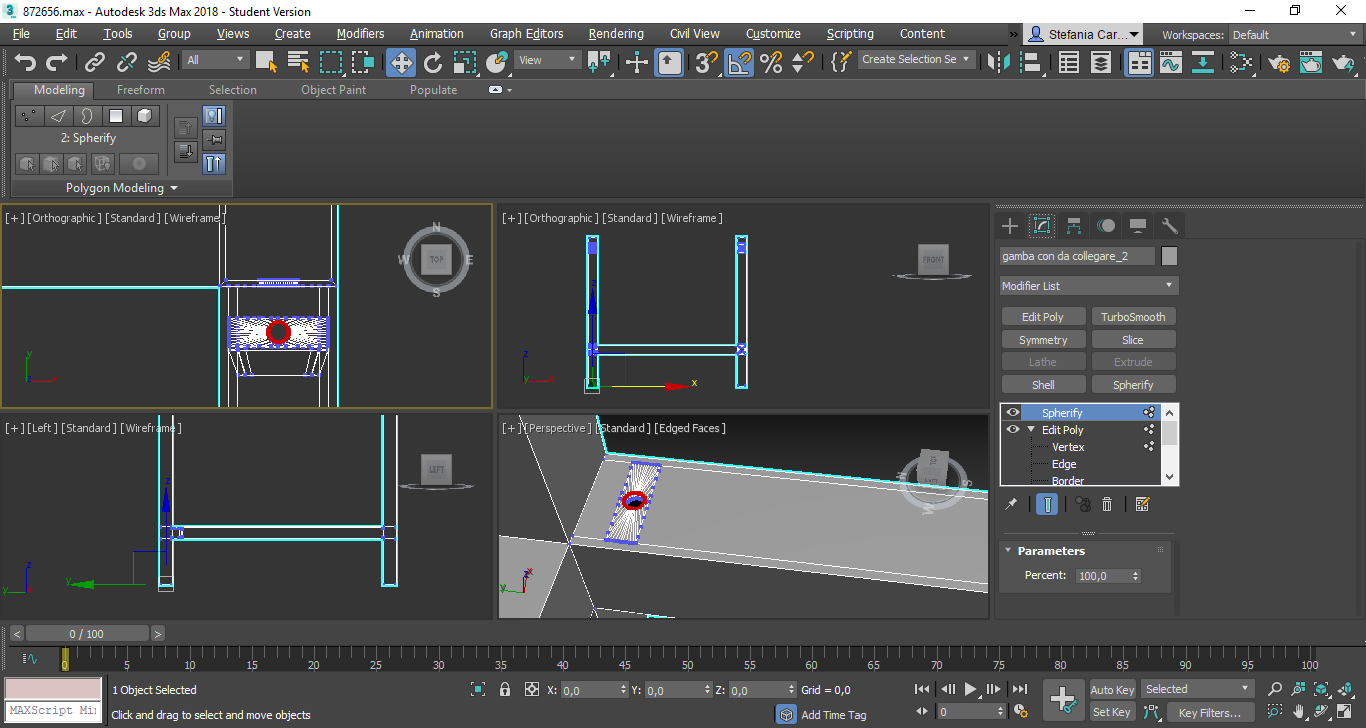 872656.max - Autodesk 3ds Max 2018 - Student Version
File Edit Tools Group Views Create Modifiers Animation Graph Editors Rendering Civil View Customize Scripting Content » Stefania Car... Workspaces: Default
All View Create Selection Se
Modeling Freeform Selection Object Paint Populate
2: Spherify
Polygon Modeling
[+] [Orthographic] [Standard] [Wireframe]
N
W TOP E
S
y
x
z
[+] [Orthographic] [Standard] [Wireframe]
FRONT
z
x
y
x
[+] [Left] [Standard] [Wireframe]
LEFT
z
y
z
y
[+] [Perspective] [Standard] [Edged Faces]
TOP
N
S
W
x
z
y
gamba con da collegare_2
Modifier List
Edit Poly TurboSmooth
Symmetry Slice
Lathe Extrude
Shell Spherify
Spherify
Edit Poly
Vertex
Edge
Border
Parameters
Percent: 100,0
< 0 / 100 >
0 5 10 15 20 25 30 35 40 45 50 55 60 65 70 75 80 85 90 95 100
1 Object Selected X: 0,0 Y: 0,0 Z: 0,0 Grid = 0,0 Auto Key Selected
MAXScript Mi
Click and drag to select and move objects Add Time Tag 0 Set Key Key Filters...